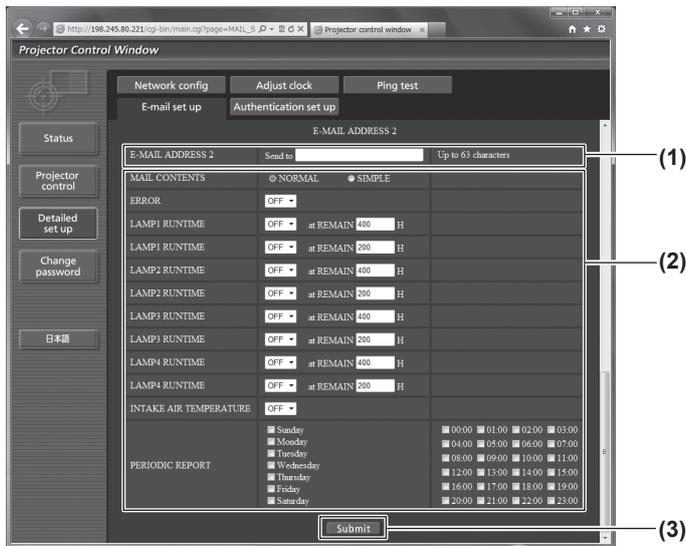 http://198.245.80.221/cgi-bin/main.cgi?page=MAIL_S
Projector control window
Projector Control Window
Network config Adjust clock Ping test
E-mail set up Authentication set up
Status
Projector control
Detailed set up
Change password
日本語
E-MAIL ADDRESS 2
E-MAIL ADDRESS 2 Send to Up to 63 characters
(1)
MAIL CONTENTS NORMAL SIMPLE
ERROR OFF
LAMP1 RUNTIME OFF at REMAIN 400 H
LAMP1 RUNTIME OFF at REMAIN 200 H
(2)
LAMP2 RUNTIME OFF at REMAIN 400 H
LAMP2 RUNTIME OFF at REMAIN 200 H
LAMP3 RUNTIME OFF at REMAIN 400 H
LAMP3 RUNTIME OFF at REMAIN 200 H
LAMP4 RUNTIME OFF at REMAIN 400 H
LAMP4 RUNTIME OFF at REMAIN 200 H
INTAKE AIR TEMPERATURE OFF
PERIODIC REPORT
Sunday
Monday
Tuesday
Wednesday
Thursday
Friday
Saturday
00:00 01:00 02:00 03:00
04:00 05:00 06:00 07:00
08:00 09:00 10:00 11:00
12:00 13:00 14:00 15:00
16:00 17:00 18:00 19:00
20:00 21:00 22:00 23:00
Submit
(3)